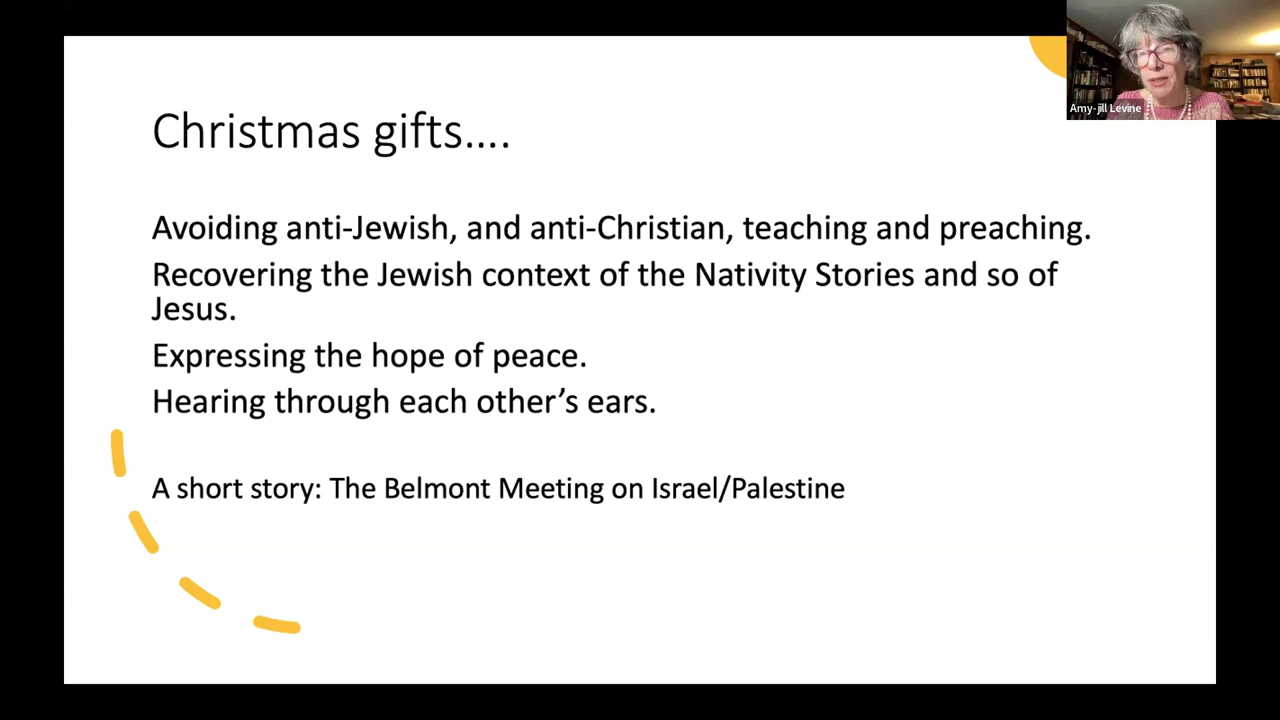 Amy-jill Levine
Christmas gifts....
Avoiding anti-Jewish, and anti-Christian, teaching and preaching.
Recovering the Jewish context of the Nativity Stories and so of
Jesus.
Expressing the hope of peace.
Hearing through each other’s ears.
A short story: The Belmont Meeting on Israel/Palestine